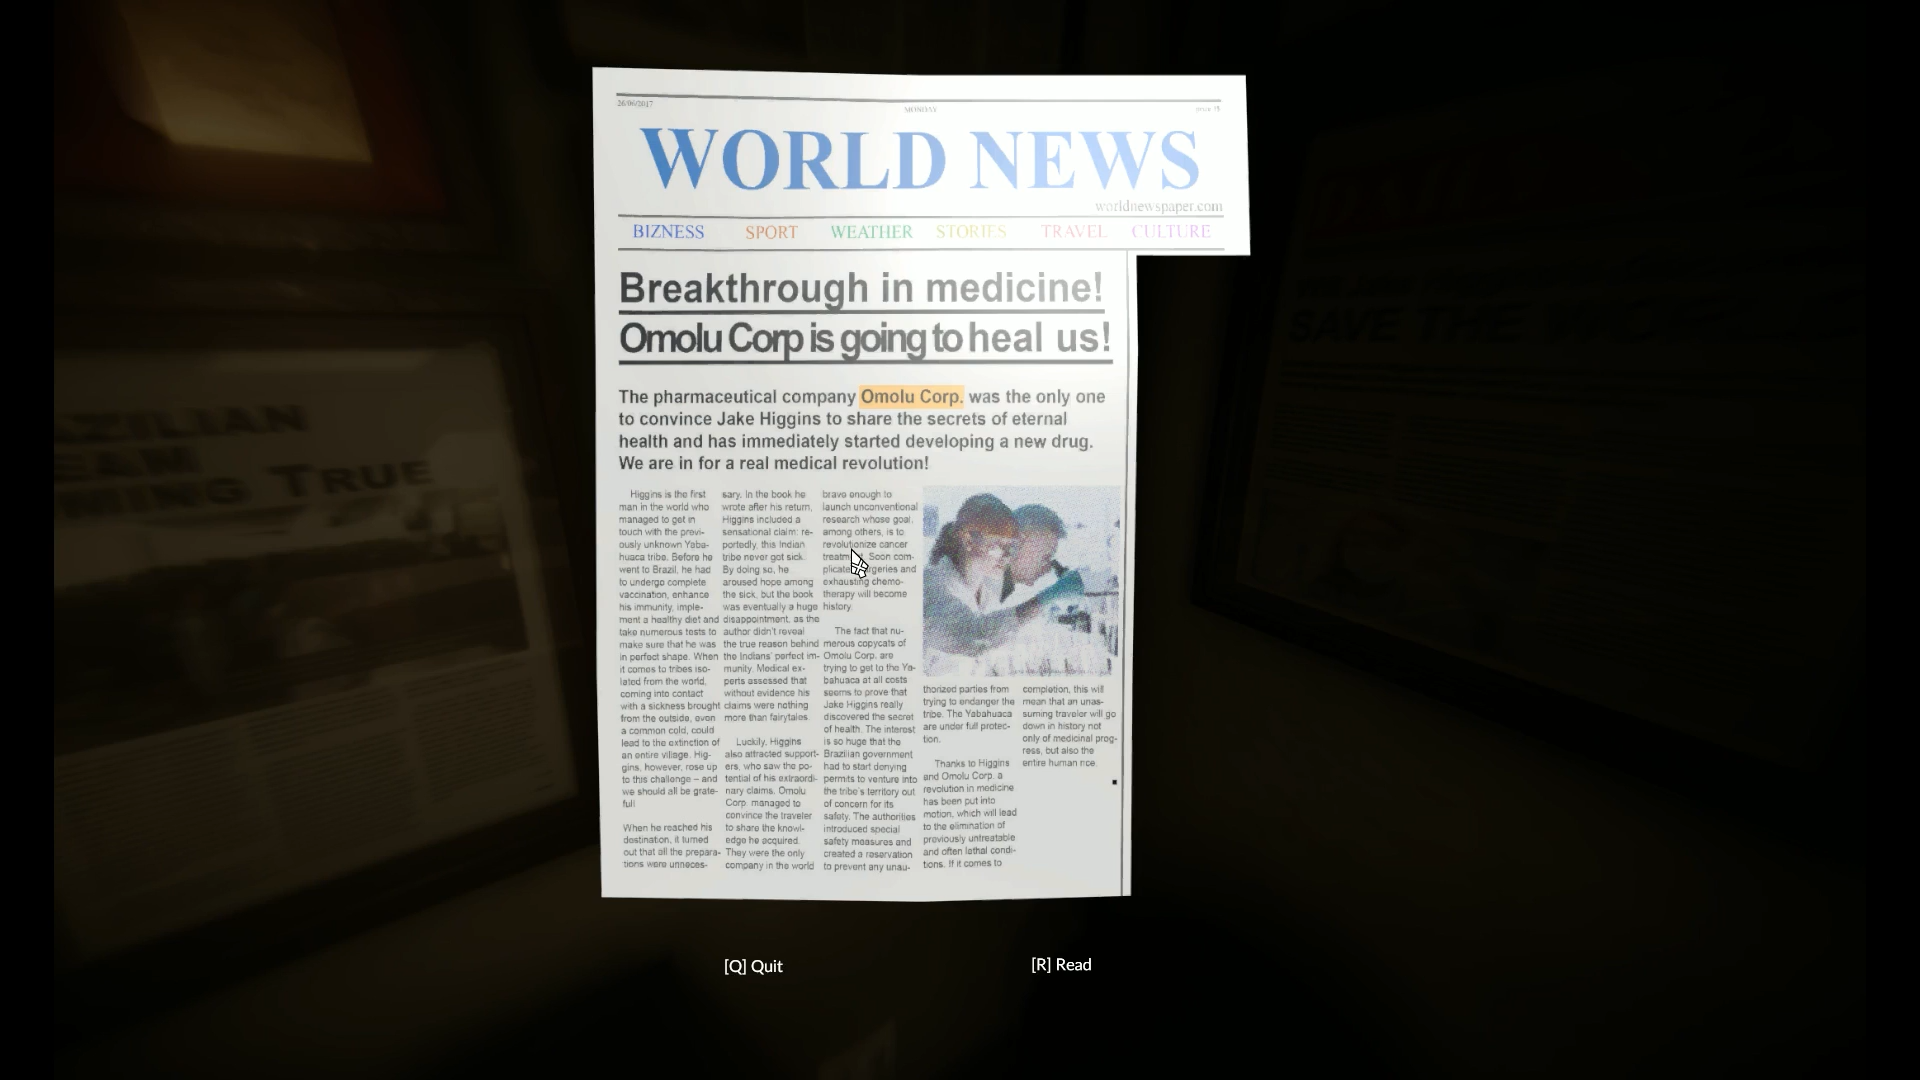 26/06/2017
MONDAY
WORLD NEWS
worldnewspaper.com
BIZNESS SPORT WEATHER STORIES TRAVEL CULTURE
Breakthrough in medicine!
Omolu Corp is going to heal us!
The pharmaceutical company Omolu Corp. was the only one
to convince Jake Higgins to share the secrets of eternal
health and has immediately started developing a new drug.
We are in for a real medical revolution!
Higgins is the first
man in the world who
managed to get in
touch with the previ-
ously unknown Yaba-
huaca tribe. Before he
went to Brazil, he had
to undergo complete
vaccination, enhance
his immunity, imple-
ment a healthy diet and
take numerous tests to
make sure that he was
in perfect shape. When
it comes to tribes iso-
lated from the world,
coming into contact
with a sickness brought
from the outside, even
a common cold, could
lead to the extinction of
an entire village. Hig-
gins, however, rose up
to this challenge – and
we should all be grate-
full
When he reached his
destination, it turned
out that all the prepara-
tions were unneces-
sary. In the book he
wrote after his return,
Higgins included a
sensational claim: re-
portedly, this Indian
tribe never got sick.
By doing so, he
aroused hope among
the sick, but the book
was eventually a huge
disappointment, as the
author didn't reveal
the true reason behind
the Indians' perfect im-
munity. Medical ex-
perts assessed that
without evidence his
claims were nothing
more than fairytales.
Luckily, Higgins
also attracted support-
ers, who saw the po-
tential of his extraordi-
nary claims. Omolu
Corp. managed to
convince the traveler
to share the knowl-
edge he acquired.
They were the only
company in the world
brave enough to
launch unconventional
research whose goal,
among others, is to
revolutionize cancer
Soon com-
and
exhausting chemo-
therapy will become
history.
The fact that nu-
merous copycats of
Omolu Corp. are
trying to get to the Ya-
bahuaca at all costs
seems to prove that
Jake Higgins really
discovered the secret
of health. The interest
is so huge that the
Brazilian government
had to start denying
permits to venture into
the tribe's territory out
of concern for its
safety. The authorities
introduced special
safety measures and
created a reservation
to prevent any unau-
thorized parties from
trying to endanger the
tribe. The Yabahuaca
are under full protec-
tion.
Thanks to Higgins
and Omolu Corp. a
revolution in medicine
has been put into
motion, which will lead
to the elimination of
previously untreatable
and often lethal condi-
tions. If it comes to
completion, this will
mean that an unas-
suming traveler will go
down in history not
only of medicinal prog-
ress, but also the
entire human rice.
ZILIAN
EAM
MING TRUE
SAVE THE
[Q] Quit
[R] Read